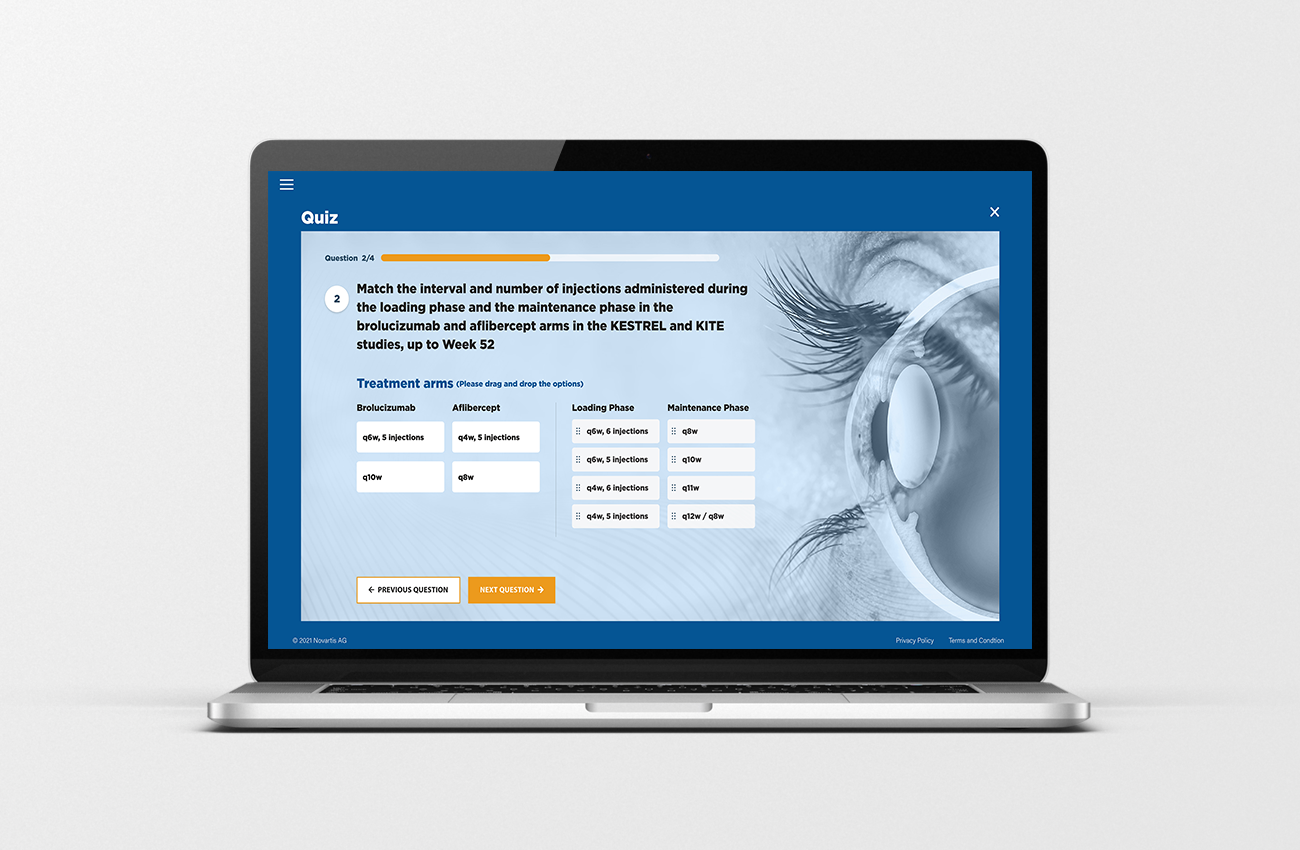 Quiz
Question 2/4
2
Match the interval and number of injections administered during
the loading phase and the maintenance phase in the
brolucizumab and aflibercept arms in the KESTREL and KITE
studies, up to Week 52
Treatment arms (Please drag and drop the options)
Brolucizumab
Aflibercept
q6w, 5 injections
q4w, 5 injections
q10w
q8w
Loading Phase
Maintenance Phase
q6w, 6 injections
q8w
q6w, 5 injections
q10w
q4w, 6 injections
q11w
q4w, 5 injections
q12w / q8w
← PREVIOUS QUESTION
NEXT QUESTION →
© 2021 Novartis AG
Privacy Policy
Terms and Condtion